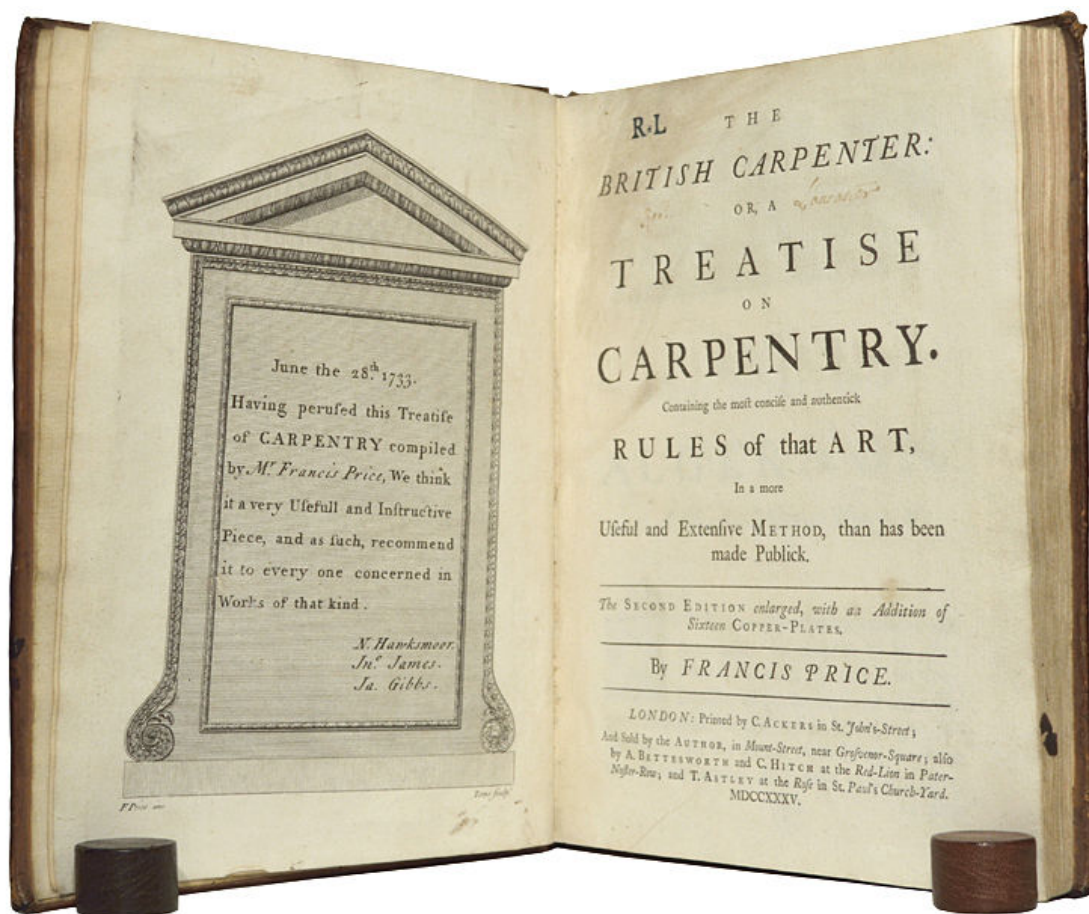 June the 28.th 1733.
Having peruſed this Treatiſe
of CARPENTRY compiled
by Mr Francis Price, We think
it a very Uſefull and Inſtructive
Piece, and as ſuch, recommend
it to every one concerned in
Works of that kind.
N. Hawksmoor.
Jno. James.
Ja. Gibbs.
R.L
THE
BRITISH CARPENTER:
OR, A
TREATISE
ON
CARPENTRY.
Containing the moſt conciſe and authentick
RULES of that ART,
In a more
Uſeful and Extenſive METHOD, than has been
made Publick.
The SECOND EDITION enlarged, with an Addition of
Sixteen COPPER-PLATES.
By FRANCIS PRICE.
LONDON: Printed by C. ACKERS in St. John's-Street;
And Sold by the AUTHOR, in Mount-Street, near Groſvenor-Square; alſo
by A. BETTESWORTH and C. HITCH at the Red-Lion in Pater-
Noſter-Row; and T. ASTLEY at the Roſe in St. Paul's Church-Yard.
MDCCXXXV.